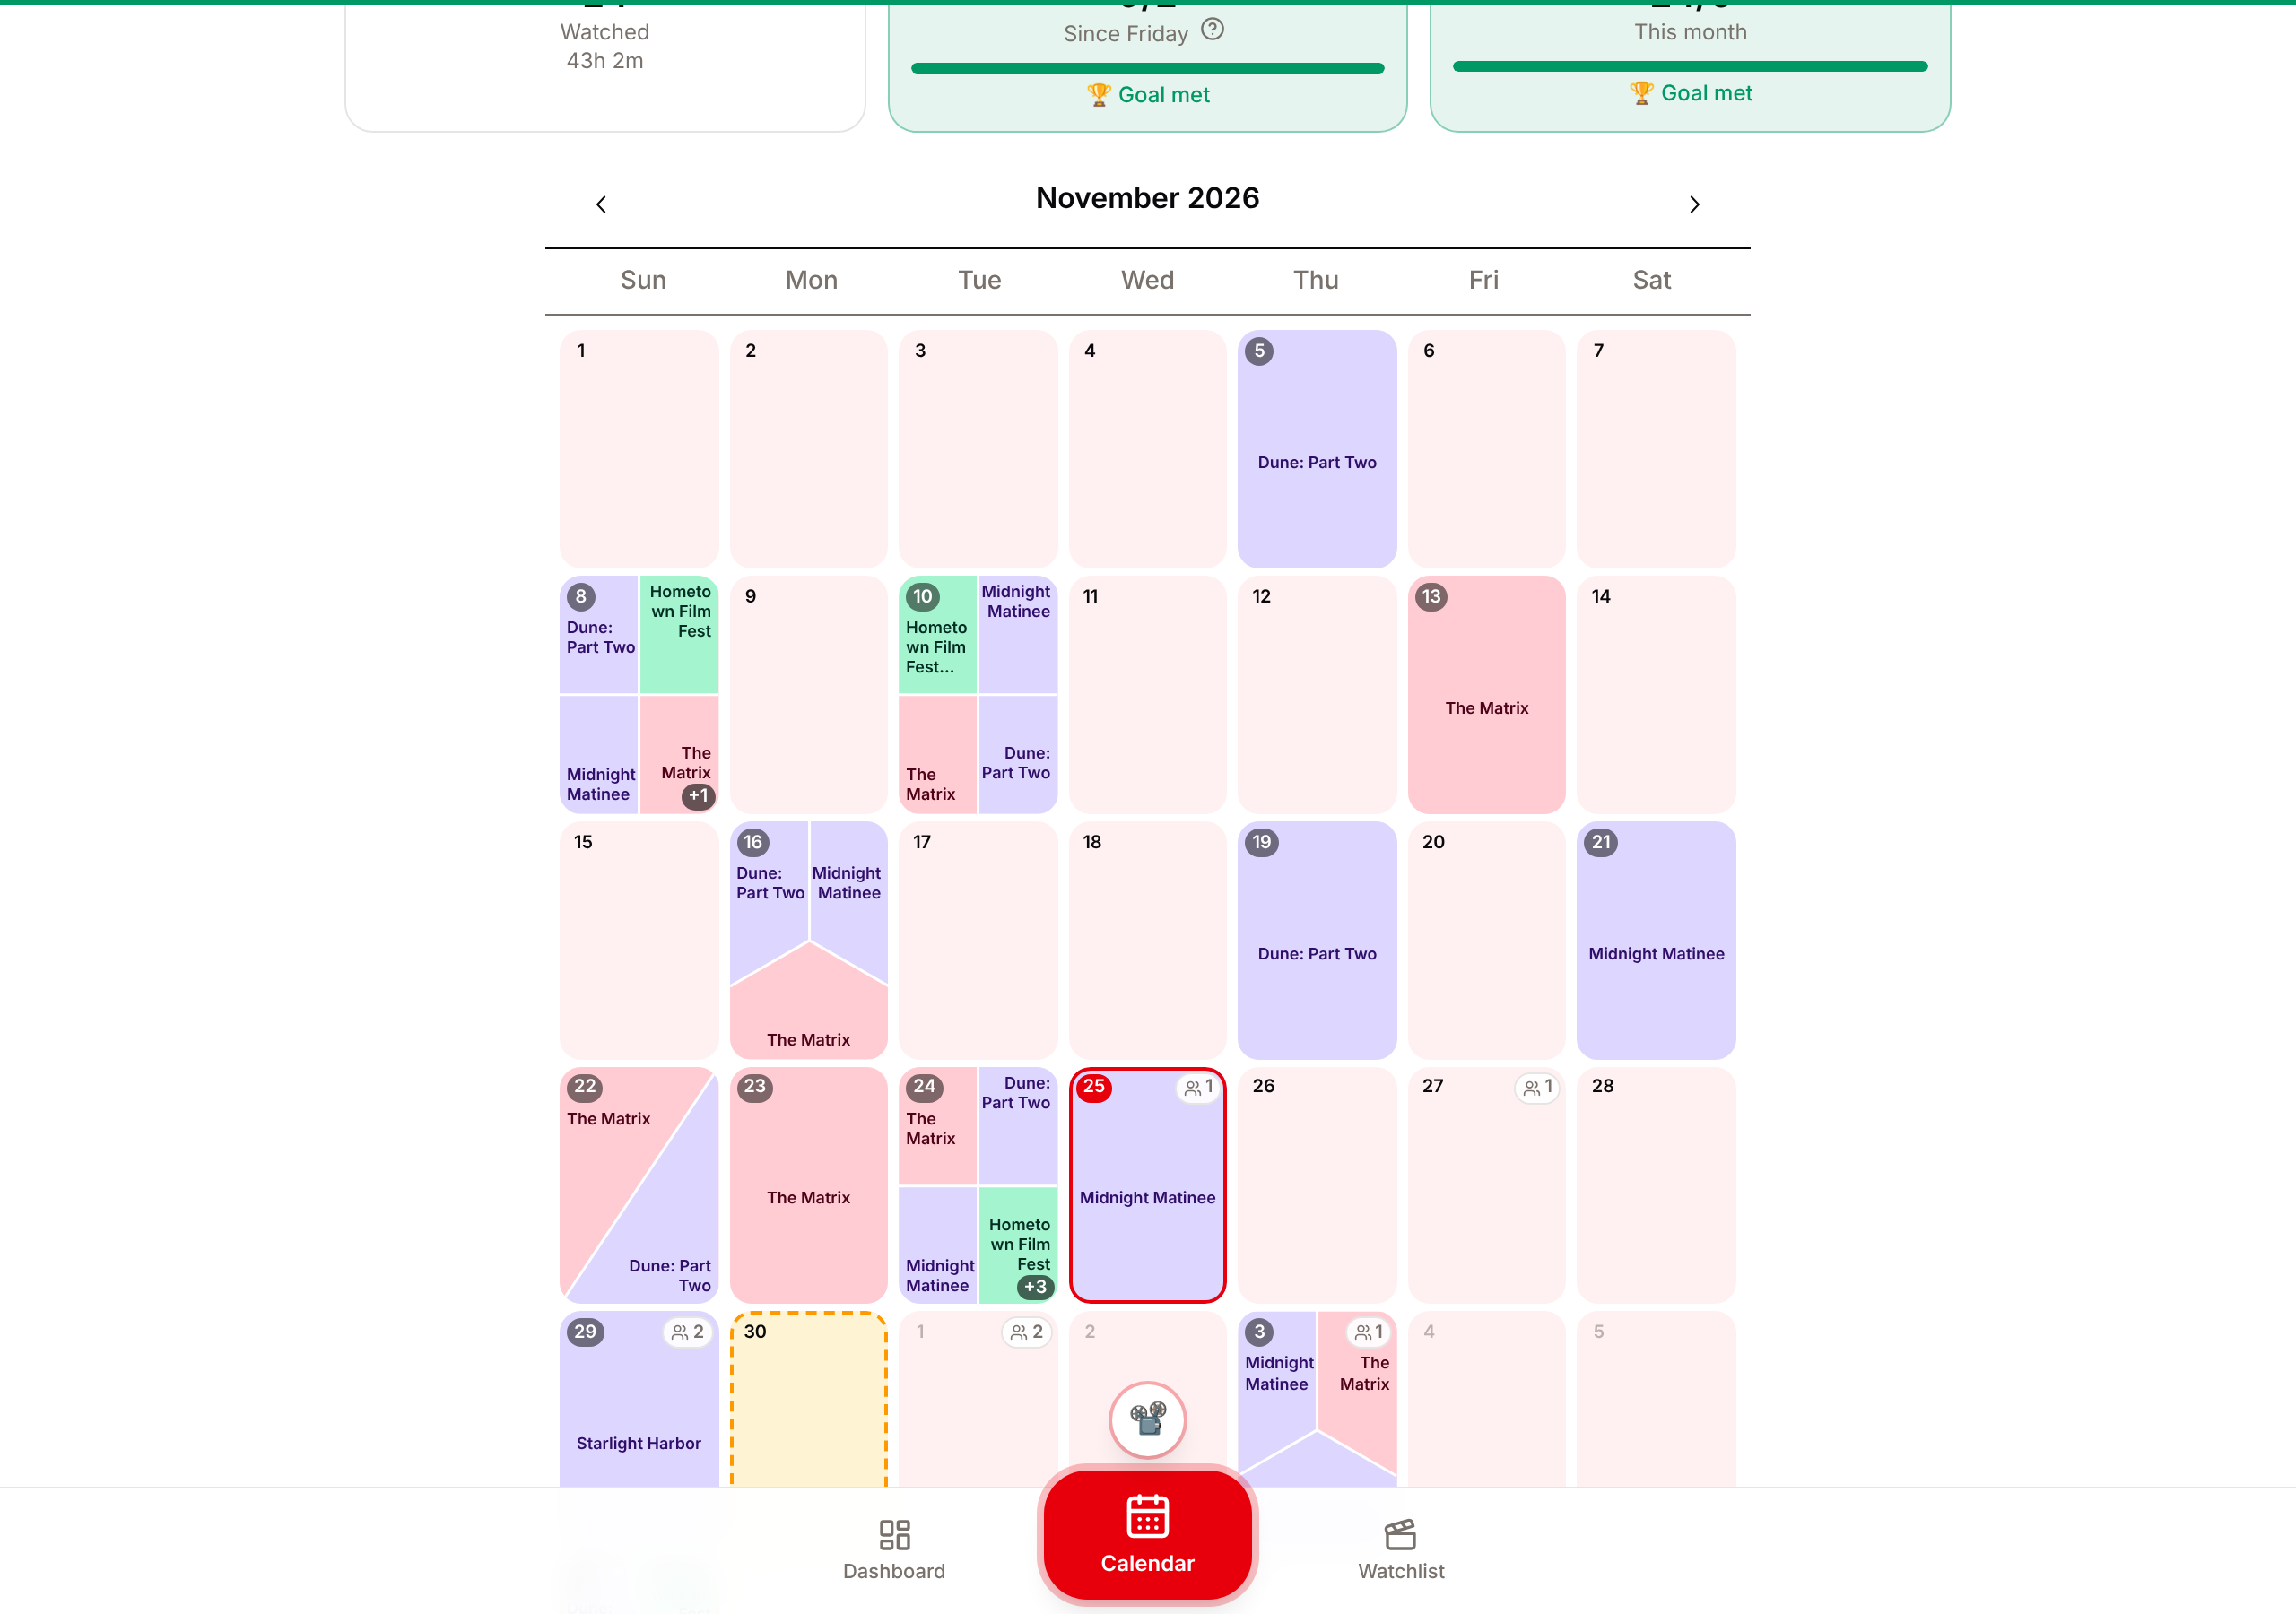 Watched
43h 2m
Since Friday
Goal met
This month
Goal met
November 2026
Sun Mon Tue Wed Thu Fri Sat
1 2 3 4 5 6 7
Dune: Part Two
8
Dune:
Part Two
Hometo
wn Film
Fest
Midnight
Matinee
The
Matrix
+1
9
10
Hometo
wn Film
Fest...
Midnight
Matinee
The
Matrix
Dune:
Part Two
11
12
13
The Matrix
14
15
16
Dune:
Part Two
Midnight
Matinee
The Matrix
17
18
19
Dune: Part Two
20
21
Midnight Matinee
22
The Matrix
Dune: Part
Two
23
The Matrix
24
The
Matrix
Dune:
Part Two
Midnight
Matinee
Hometo
wn Film
Fest
+3
25 1
Midnight Matinee
26
27 1
28
29 2
Starlight Harbor
30
1 2
2
3 1
Midnight
Matinee
The
Matrix
4
5
Dashboard
Calendar
Watchlist